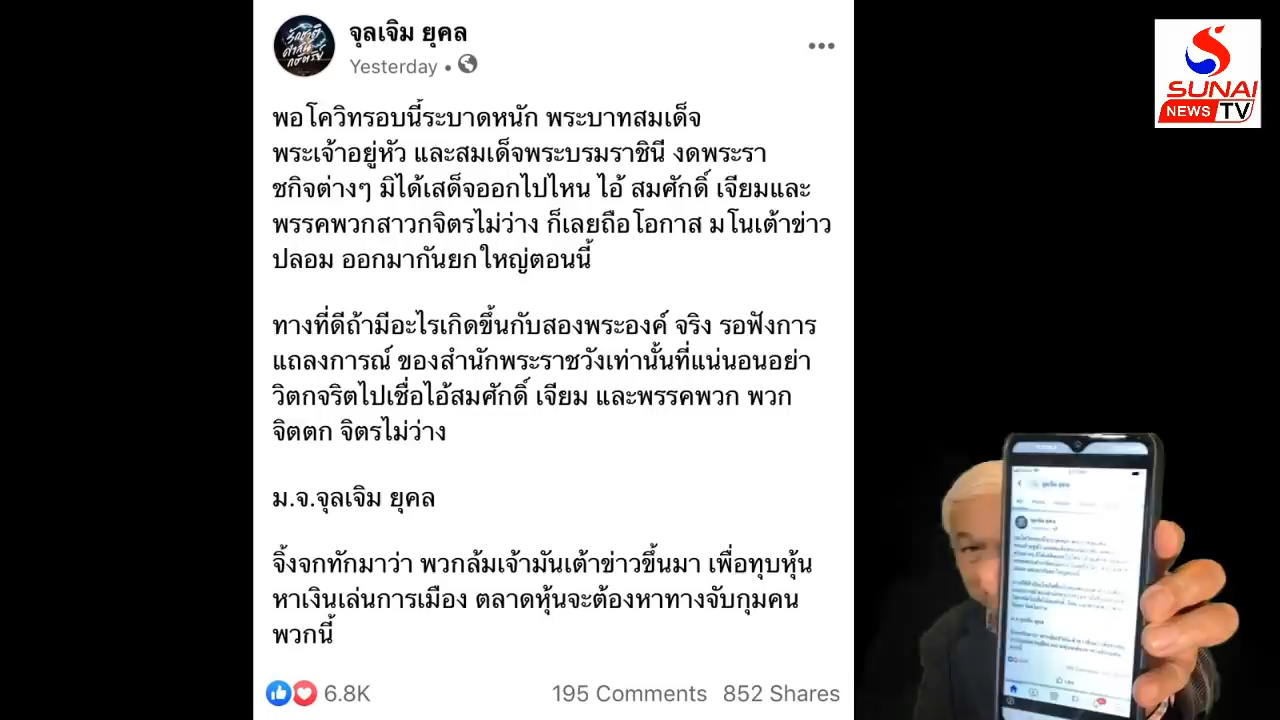 จุลเจิม ยุคล
Yesterday •
พอโควิทรอบนี้ระบาดหนัก พระบาทสมเด็จ
พระเจ้าอยู่หัว และสมเด็จพระบรมราชินี งดพระรา
ชกิจต่างๆ มิได้เสด็จออกไปไหน ไอ้ สมศักดิ์ เจียมและ
พรรคพวกสาวกจิตรไม่ว่าง ก็เลยถือโอกาส มโนเต้าข่าว
ปลอม ออกมากันยกใหญ่ตอนนี้
ทางที่ดีถ้ามีอะไรเกิดขึ้นกับสองพระองค์ จริง รอฟังการ
แถลงการณ์ ของสำนักพระราชวังเท่านั้นที่แน่นอนอย่า
วิตกจริตไปเชื่อไอ้สมศักดิ์ เจียม และพรรคพวก พวก
จิตตก จิตรไม่ว่าง
ม.จ.จุลเจิม ยุคล
จิ้งจกทักมาว่า พวกล้มเจ้ามันเต้าข่าวขึ้นมา เพื่อทุบหุ้น
หาเงินเล่นการเมือง ตลาดหุ้นจะต้องหาทางจับกุมคน
พวกนี้
6.8K 195 Comments 852 Shares
SUNAI
NEWS TV